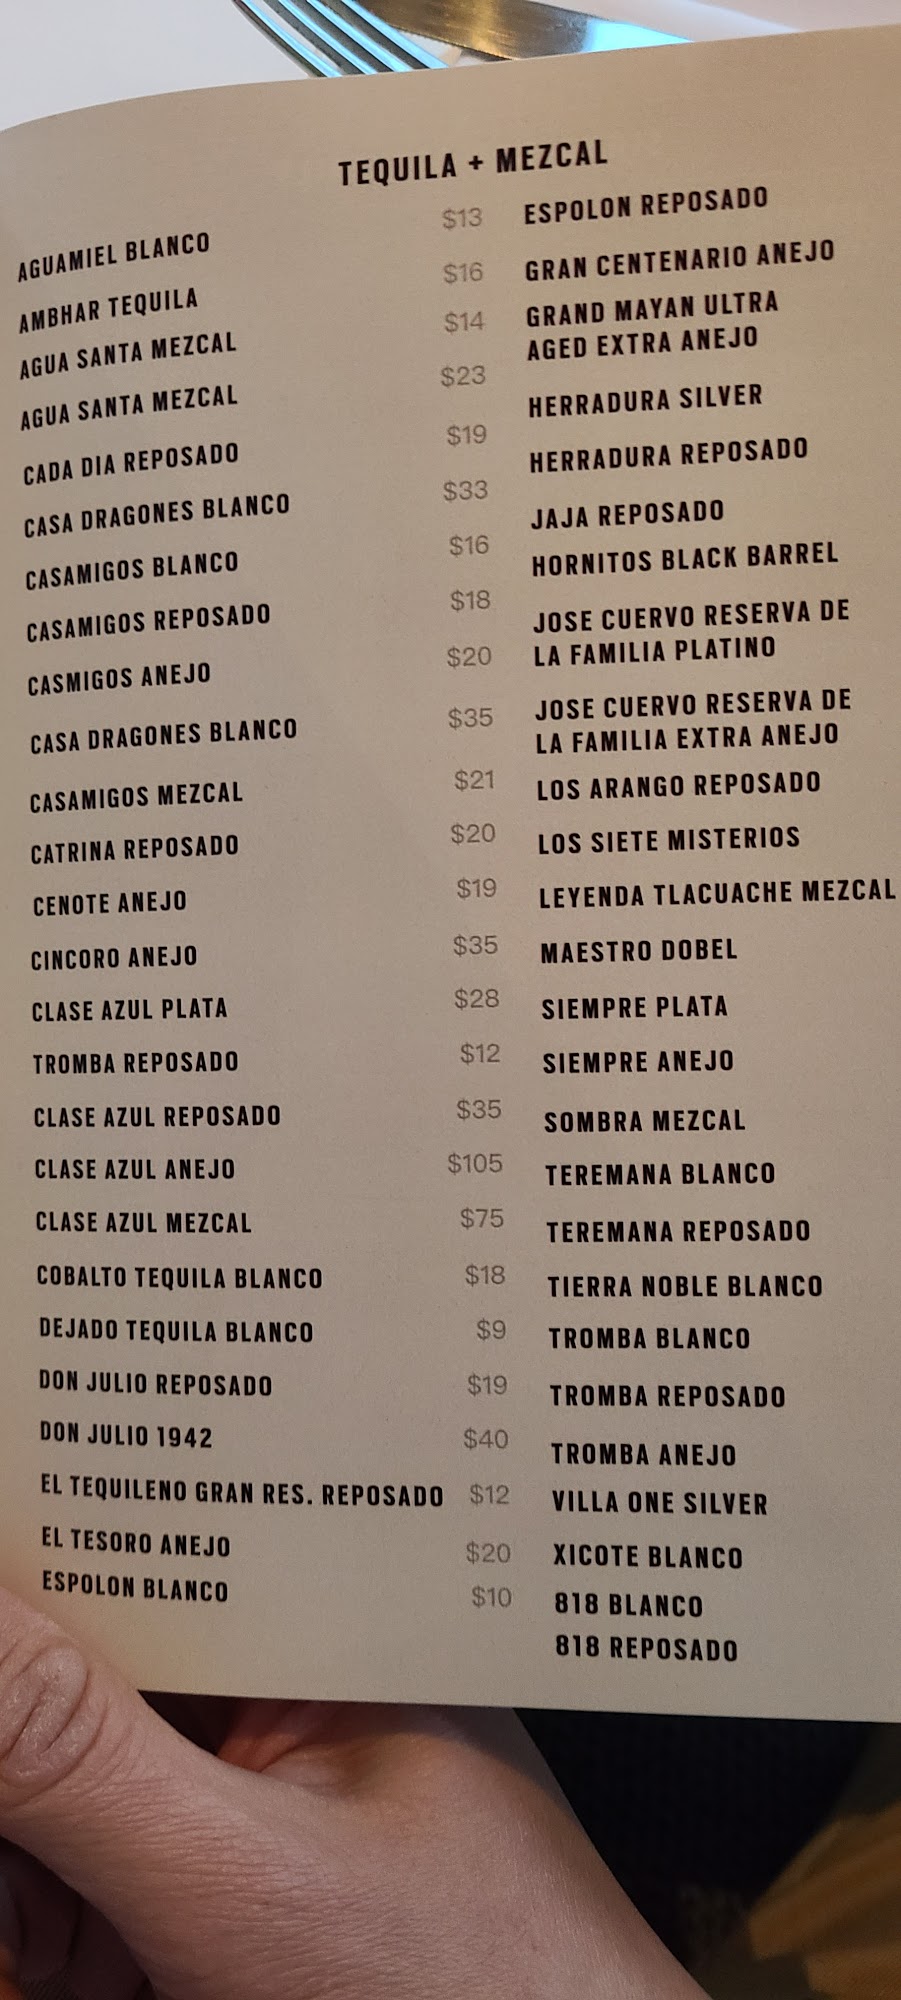 TEQUILA + MEZCAL
AGUAMIEL BLANCO $13
AMBHAR TEQUILA $16
AGUA SANTA MEZCAL $14
AGUA SANTA MEZCAL $23
CADA DIA REPOSADO $19
CASA DRAGONES BLANCO $33
CASAMIGOS BLANCO $16
CASAMIGOS REPOSADO $18
CASMIGOS ANEJO $20
CASA DRAGONES BLANCO $35
CASAMIGOS MEZCAL $21
CATRINA REPOSADO $20
CENOTE ANEJO $19
CINCORO ANEJO $35
CLASE AZUL PLATA $28
TROMBA REPOSADO $12
CLASE AZUL REPOSADO $35
CLASE AZUL ANEJO $105
CLASE AZUL MEZCAL $75
COBALTO TEQUILA BLANCO $18
DEJADO TEQUILA BLANCO $9
DON JULIO REPOSADO $19
DON JULIO 1942 $40
EL TEQUILENO GRAN RES. REPOSADO $12
EL TESORO ANEJO $20
ESPOLON BLANCO $10
ESPOLON REPOSADO
GRAN CENTENARIO ANEJO
GRAND MAYAN ULTRA
AGED EXTRA ANEJO
HERRADURA SILVER
HERRADURA REPOSADO
JAJA REPOSADO
HORNITOS BLACK BARREL
JOSE CUERVO RESERVA DE
LA FAMILIA PLATINO
JOSE CUERVO RESERVA DE
LA FAMILIA EXTRA ANEJO
LOS ARANGO REPOSADO
LOS SIETE MISTERIOS
LEYENDA TLACUACHE MEZCAL
MAESTRO DOBEL
SIEMPRE PLATA
SIEMPRE ANEJO
SOMBRA MEZCAL
TEREMANA BLANCO
TEREMANA REPOSADO
TIERRA NOBLE BLANCO
TROMBA BLANCO
TROMBA REPOSADO
TROMBA ANEJO
VILLA ONE SILVER
XICOTE BLANCO
818 BLANCO
818 REPOSADO